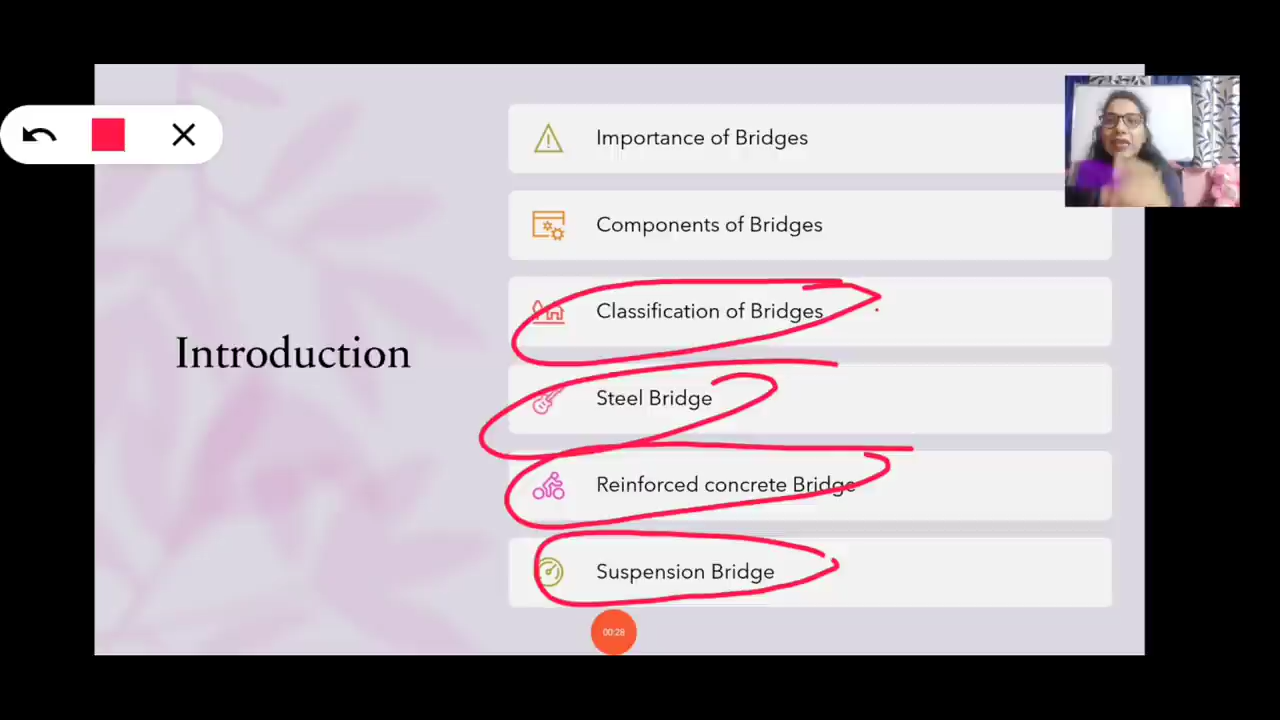 Introduction
Importance of Bridges
Components of Bridges
Classification of Bridges
Steel Bridge
Reinforced concrete Bridge
Suspension Bridge
00:28